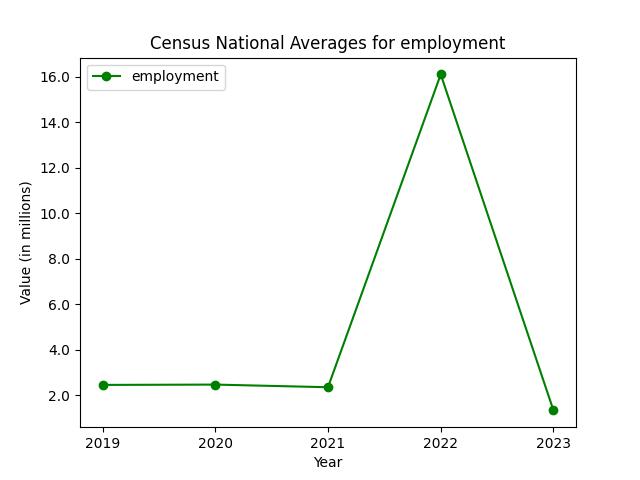 Census National Averages for employment
employment
Value (in millions)
16.0
14.0
12.0
10.0
8.0
6.0
4.0
2.0
2019 2020 2021 2022 2023
Year